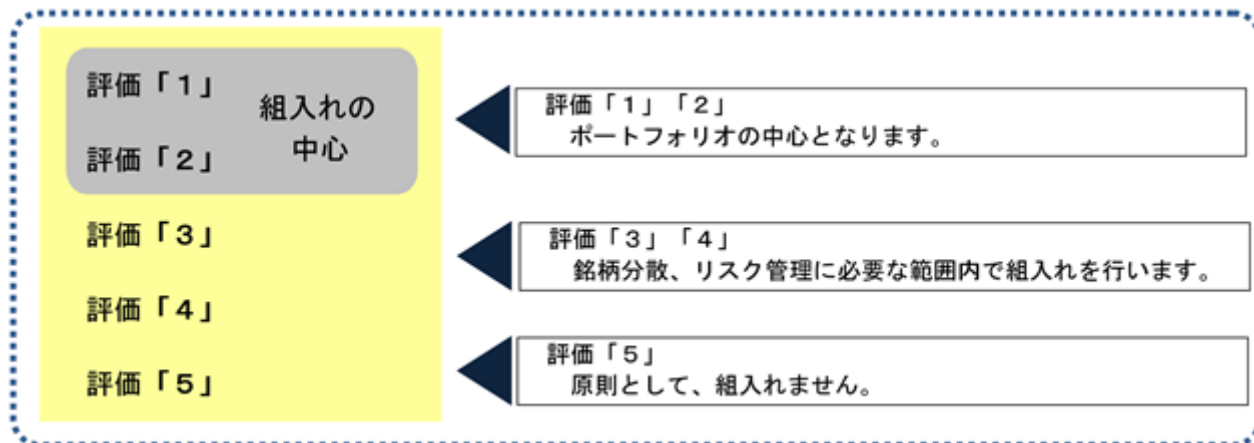 評価「１」
組入れの
中心
評価「２」
評価「３」
評価「４」
評価「５」
評価「１」「２」
ポートフォリオの中心となります。
評価「３」「４」
銘柄分散、リスク管理に必要な範囲内で組入れを行います。
評価「５」
原則として、組入れません。